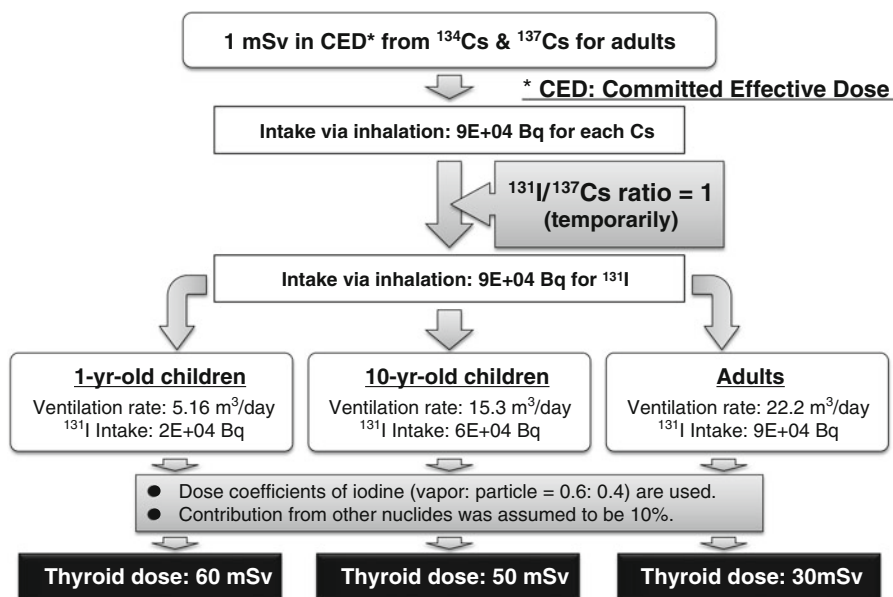 1 mSv in CED* from ¹³⁴Cs & ¹³⁷Cs for adults
* CED: Committed Effective Dose
Intake via inhalation: 9E+04 Bq for each Cs
¹³¹I/¹³⁷Cs ratio = 1
(temporarily)
Intake via inhalation: 9E+04 Bq for ¹³¹I
1-yr-old children
Ventilation rate: 5.16 m³/day
¹³¹I Intake: 2E+04 Bq
10-yr-old children
Ventilation rate: 15.3 m³/day
¹³¹I Intake: 6E+04 Bq
Adults
Ventilation rate: 22.2 m³/day
¹³¹I Intake: 9E+04 Bq
● Dose coefficients of iodine (vapor: particle = 0.6: 0.4) are used.
● Contribution from other nuclides was assumed to be 10%.
Thyroid dose: 60 mSv
Thyroid dose: 50 mSv
Thyroid dose: 30mSv